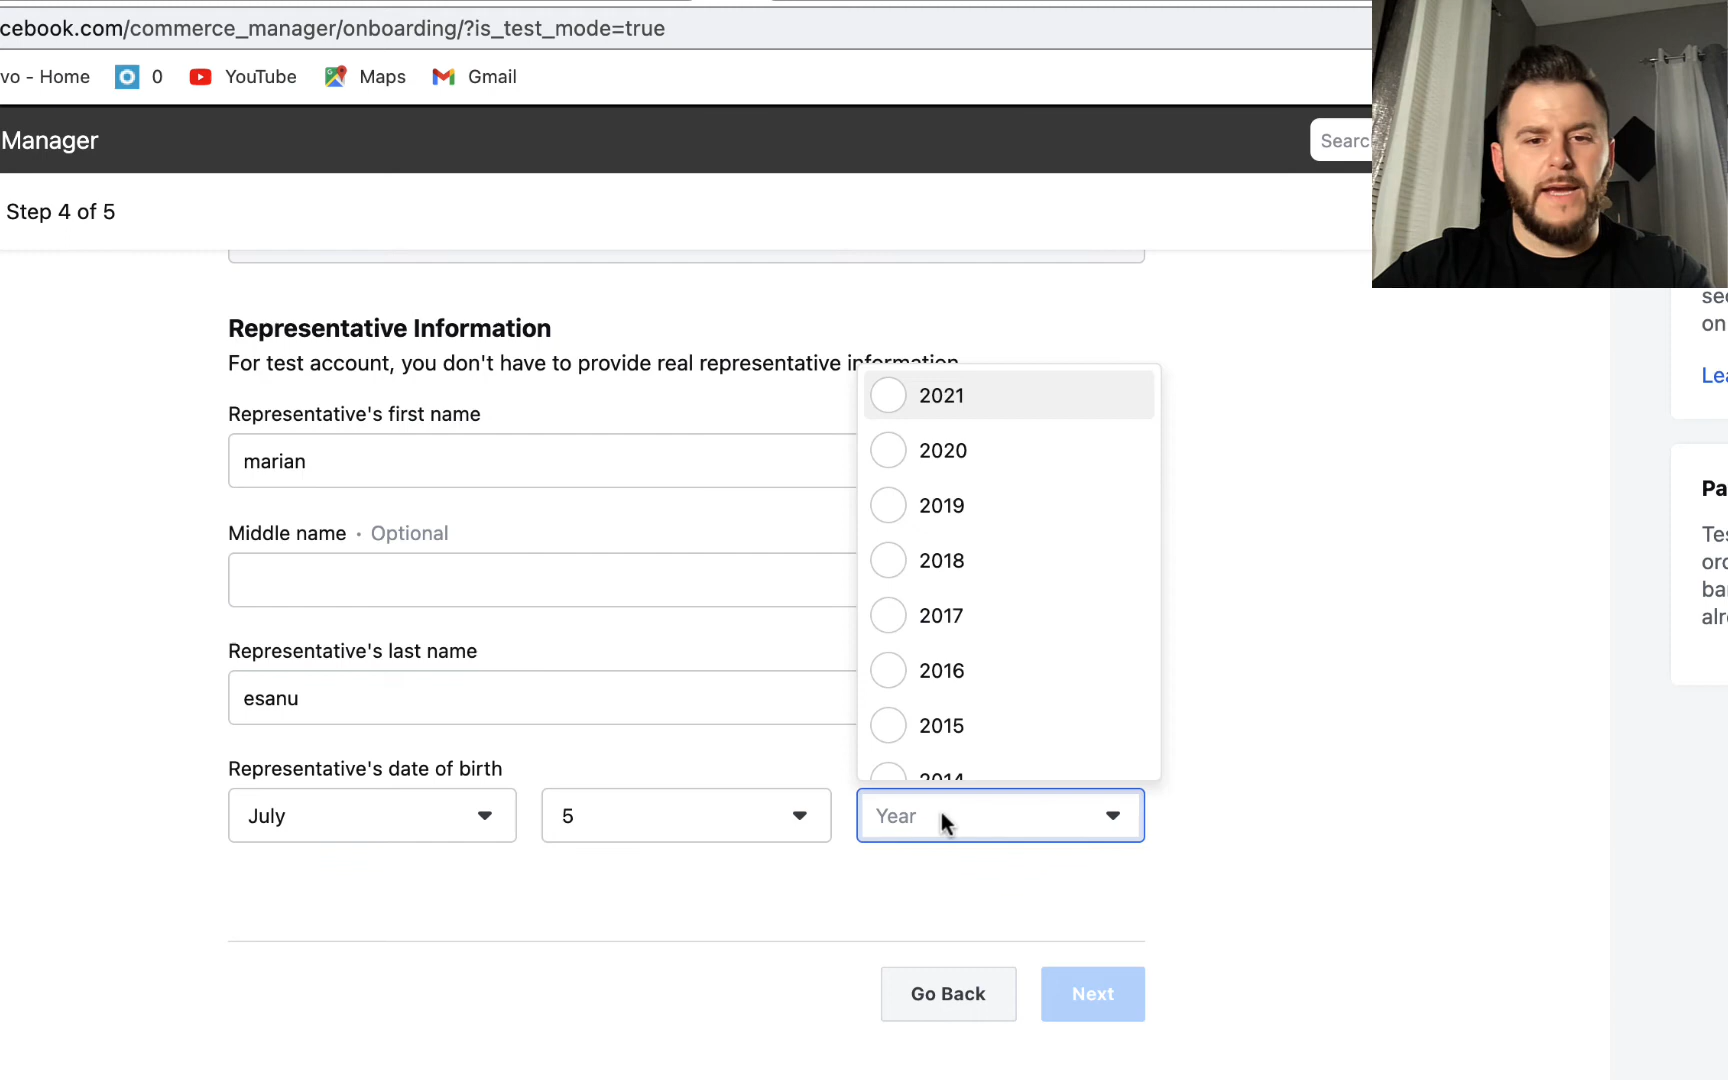 cebook.com/commerce_manager/onboarding/?is_test_mode=true
vo - Home 0 YouTube Maps Gmail
Manager
Searc
Step 4 of 5
Representative Information
For test account, you don't have to provide real representative information
Representative's first name
marian
Middle name · Optional
Representative's last name
esanu
Representative's date of birth
July 5 Year
2021
2020
2019
2018
2017
2016
2015
2014
Go Back Next
on
Lea
Pa
Tes
ord
ba
alr